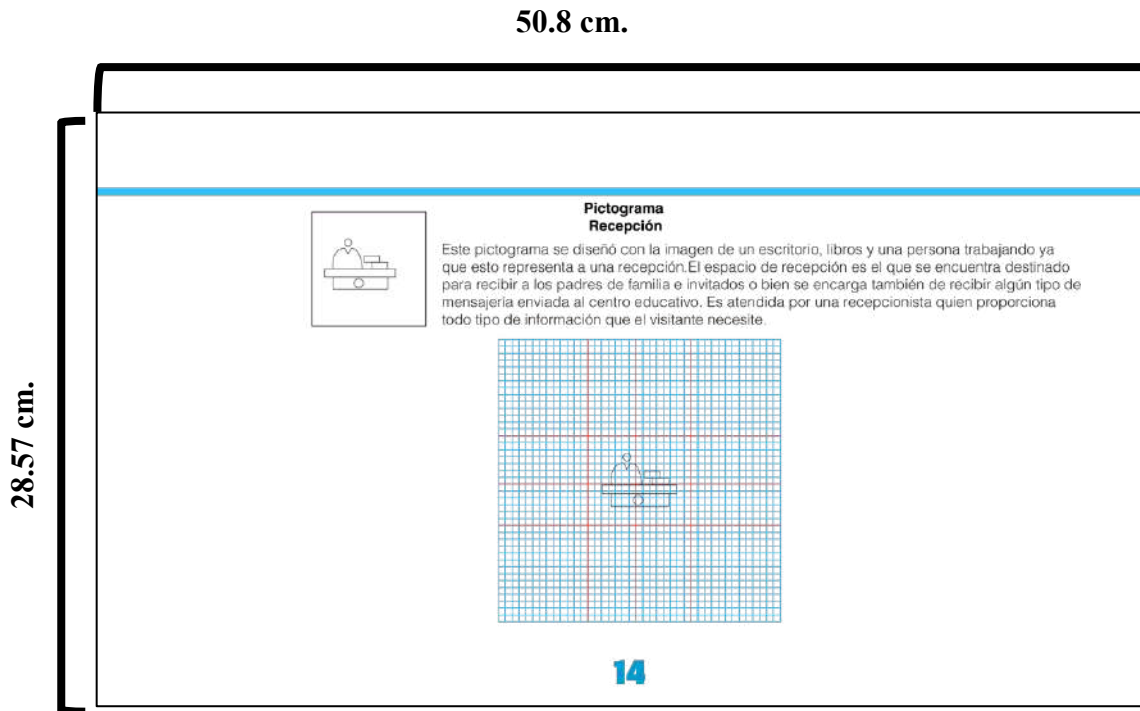 50.8 cm.
28.57 cm.
Pictograma
Recepción
Este pictograma se diseñó con la imagen de un escritorio, libros y una persona trabajando ya
que esto representa a una recepción.El espacio de recepción es el que se encuentra destinado
para recibir a los padres de familia e invitados o bien se encarga también de recibir algún tipo de
mensajería enviada al centro educativo. Es atendida por una recepcionista quien proporciona
todo tipo de información que el visitante necesite.
14